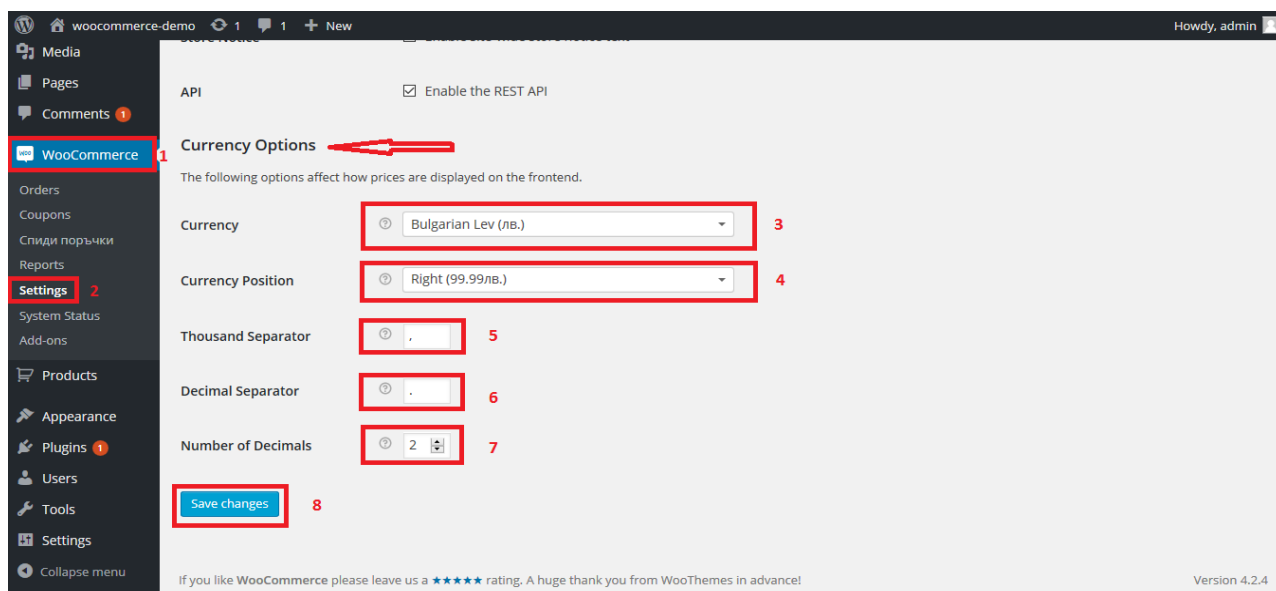 woocommerce-demo 1 1 + New Howdy, admin
Media
Pages
Comments 1
WooCommerce 1
Orders
Coupons
Спиди поръчки
Reports
Settings 2
System Status
Add-ons
Products
Appearance
Plugins 1
Users
Tools
Settings
Collapse menu
API Enable the REST API
Currency Options
The following options affect how prices are displayed on the frontend.
Currency ? Bulgarian Lev (лв.) 3
Currency Position ? Right (99.99лв.) 4
Thousand Separator ? , 5
Decimal Separator ? . 6
Number of Decimals ? 2 7
Save changes 8
If you like WooCommerce please leave us a ★★★★★ rating. A huge thank you from WooThemes in advance! Version 4.2.4